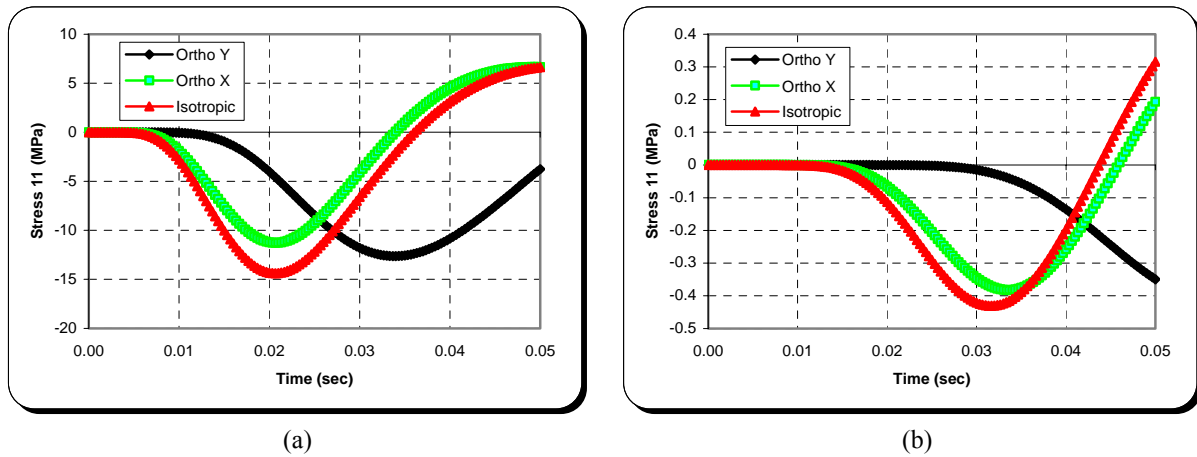 Stress 11 (MPa)
10
5
0
-5
-10
-15
-20
Ortho Y
Ortho X
Isotropic
0.00 0.01 0.02 0.03 0.04 0.05
Time (sec)
(a)
Stress 11 (MPa)
0.4
0.3
0.2
0.1
0
-0.1
-0.2
-0.3
-0.4
-0.5
Ortho Y
Ortho X
Isotropic
0.00 0.01 0.02 0.03 0.04 0.05
Time (sec)
(b)